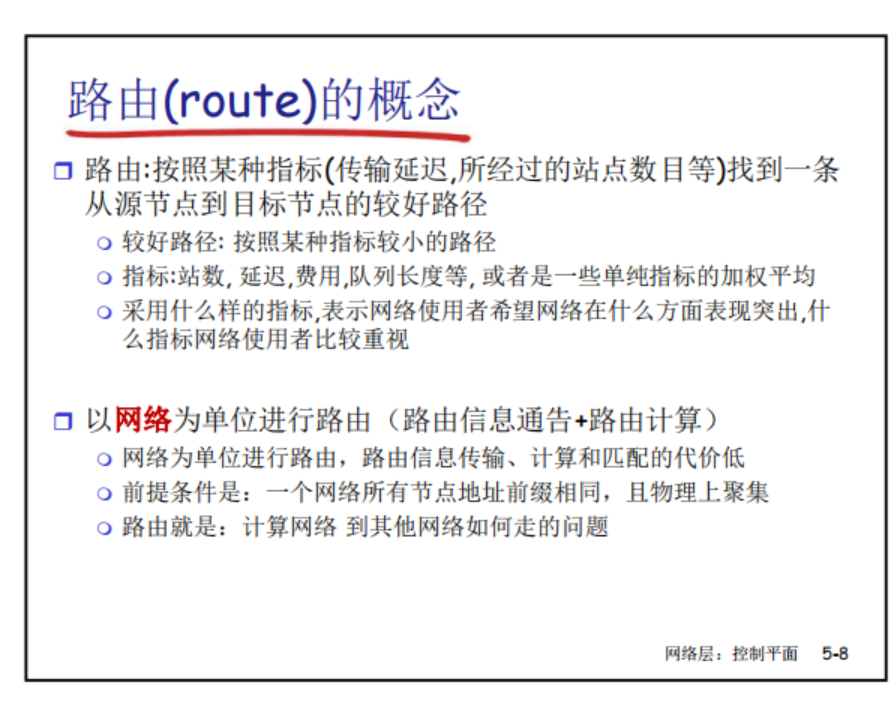 路由(route)的概念
路由:按照某种指标(传输延迟,所经过的站点数目等)找到一条
从源节点到目标节点的较好路径
较好路径: 按照某种指标较小的路径
指标:站数, 延迟,费用,队列长度等, 或者是一些单纯指标的加权平均
采用什么样的指标,表示网络使用者希望网络在什么方面表现突出,什
么指标网络使用者比较重视
以网络为单位进行路由（路由信息通告+路由计算）
网络为单位进行路由，路由信息传输、计算和匹配的代价低
前提条件是：一个网络所有节点地址前缀相同，且物理上聚集
路由就是：计算网络 到其他网络如何走的问题
网络层：控制平面 5-8